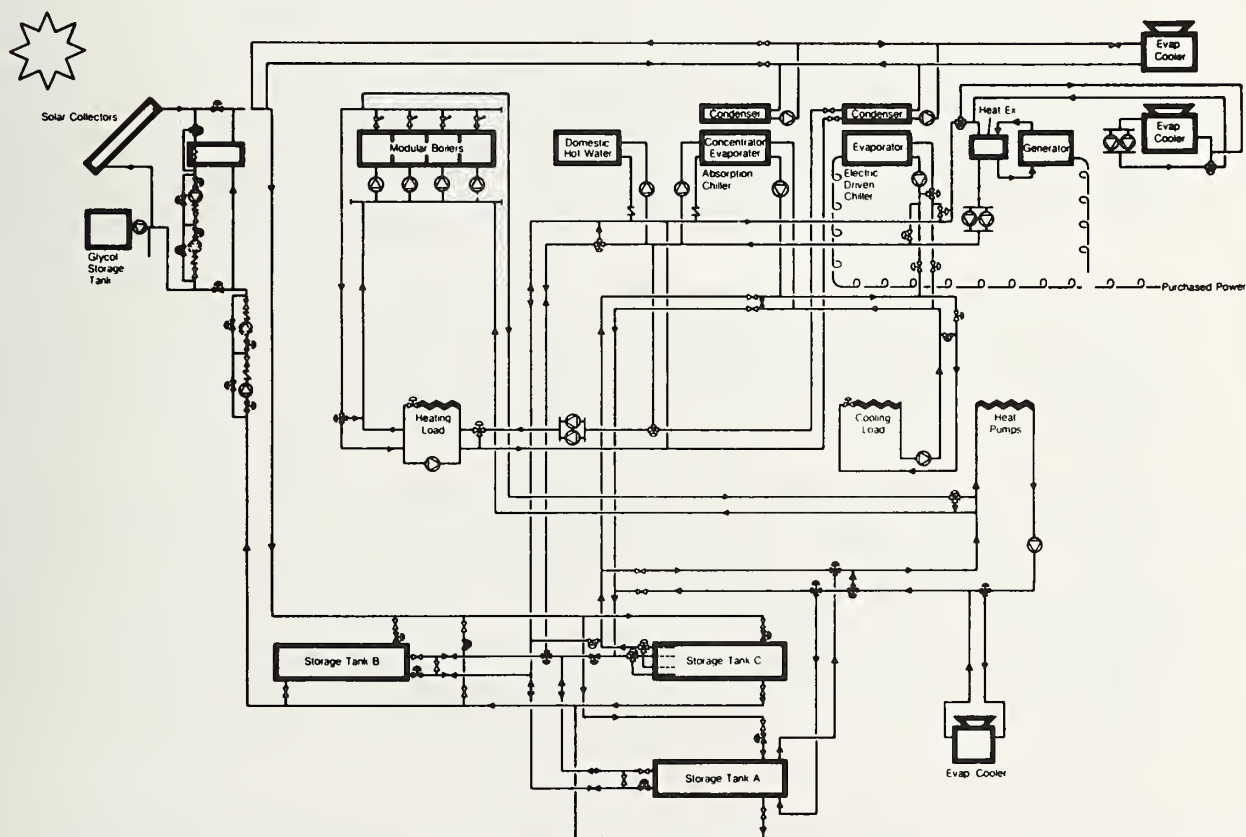 Evap
Cooler
Solar Collectors
Condenser
Condenser
Heat Ex
Evap
Cooler
Modular Boilers
Domestic
Hot Water
Concentrator
Evaporater
Evaporator
Generator
Absorption
Chiller
Electric
Driven
Chiller
Glycol
Storage
Tank
Purchased Power
Heating
Load
Cooling
Load
Heat
Pumps
Storage Tank B
Storage Tank C
Storage Tank A
Evap Cooler